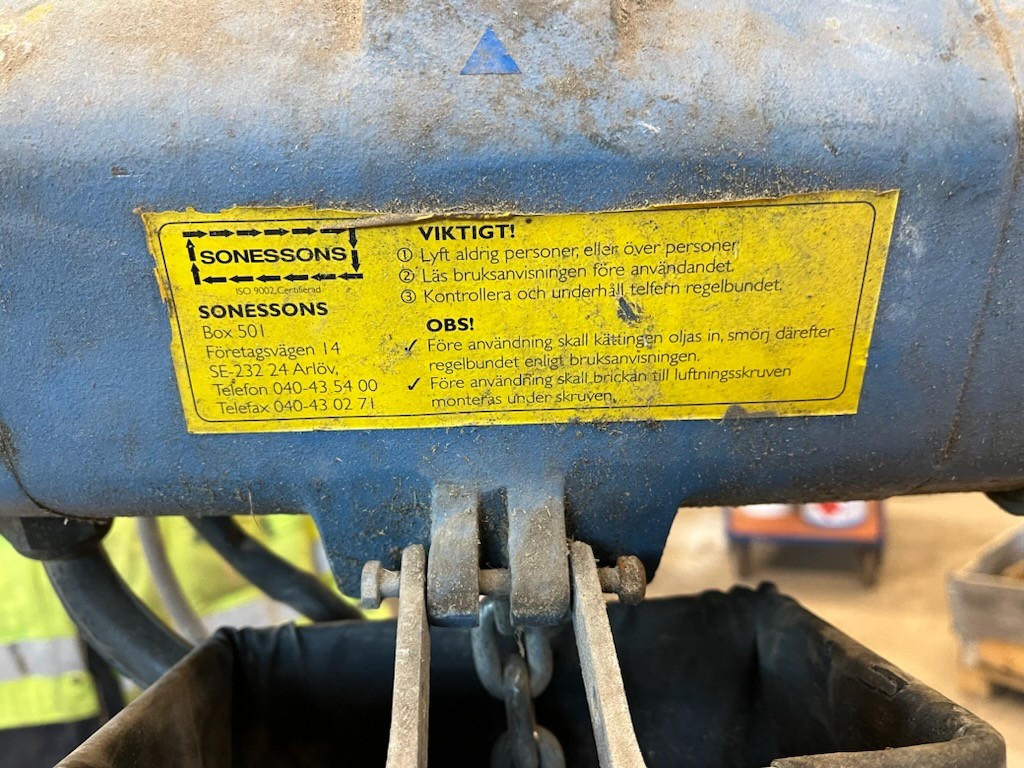 SONESSONS
ISO 9002 Certifierad
SONESSONS
Box 501
Företagsvägen 14
SE-232 24 Arlöv,
Telefon 040-43 54 00
Telefax 040-43 02 71
VIKTIGT!
① Lyft aldrig personer, eller över personer.
② Läs bruksanvisningen före användandet.
③ Kontrollera och underhåll telfern regelbundet.
OBS!
✓ Före användning skall kättingen oljas in, smörj därefter
regelbundet enligt bruksanvisningen.
✓ Före användning skall brickan till luftningsskruven
monteras under skruven.